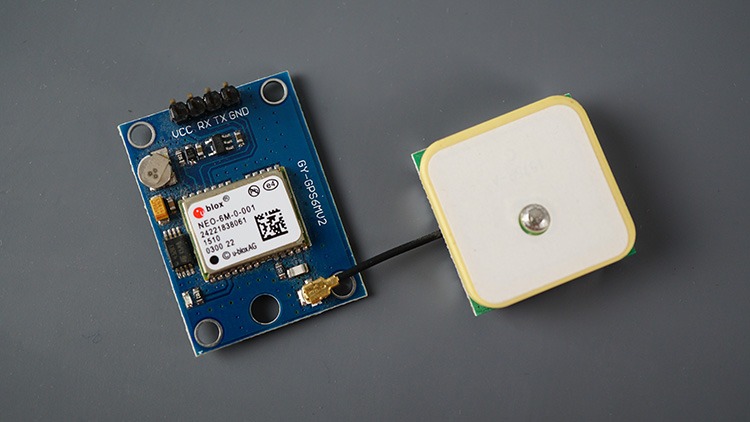 VCC RX TX GND
GY-GPS6MV2
u-blox®
NEO-6M-0-001
24221838061
1510
0300 22
© u-blox AG